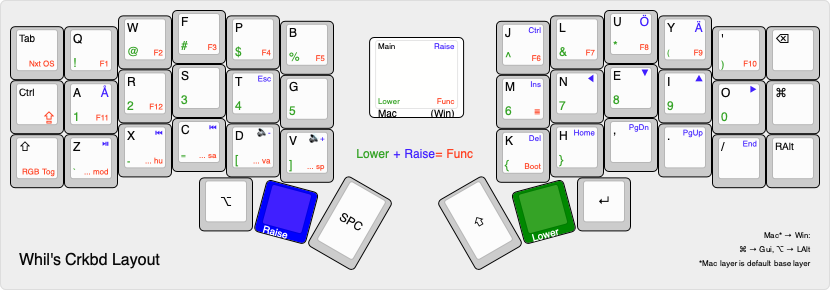 Tab
Nxt OS
Q
! F1
W
@ F2
F
# F3
P
$ F4
B
% F5
Main Raise
Lower Func
Mac (Win)
J Ctrl
^ F6
L
& F7
U Ö
* F8
Y Ä
( F9
'
) F10
⌫
Ctrl
⇪
A Å
1 F11
R
2 F12
S
3
T Esc
4
G
5
M Ins
6 ≡
N ◀
7
E ▼
8
I ▲
9
O ▶
0
⌘
⇧
RGB Tog
Z ⏯
` ... mod
X ⏮
- ... hu
C ⏮
= ... sa
D 🔉-
[ ... va
V 🔉+
] ... sp
Lower + Raise= Func
K Del
{ Boot
H Home
}
, PgDn
. PgUp
/ End
RAlt
⌥
Raise
SPC
⇧
Lower
↵
Whil's Crkbd Layout
Mac* → Win:
⌘ → Gui, ⌥ → LAlt
*Mac layer is default base layer